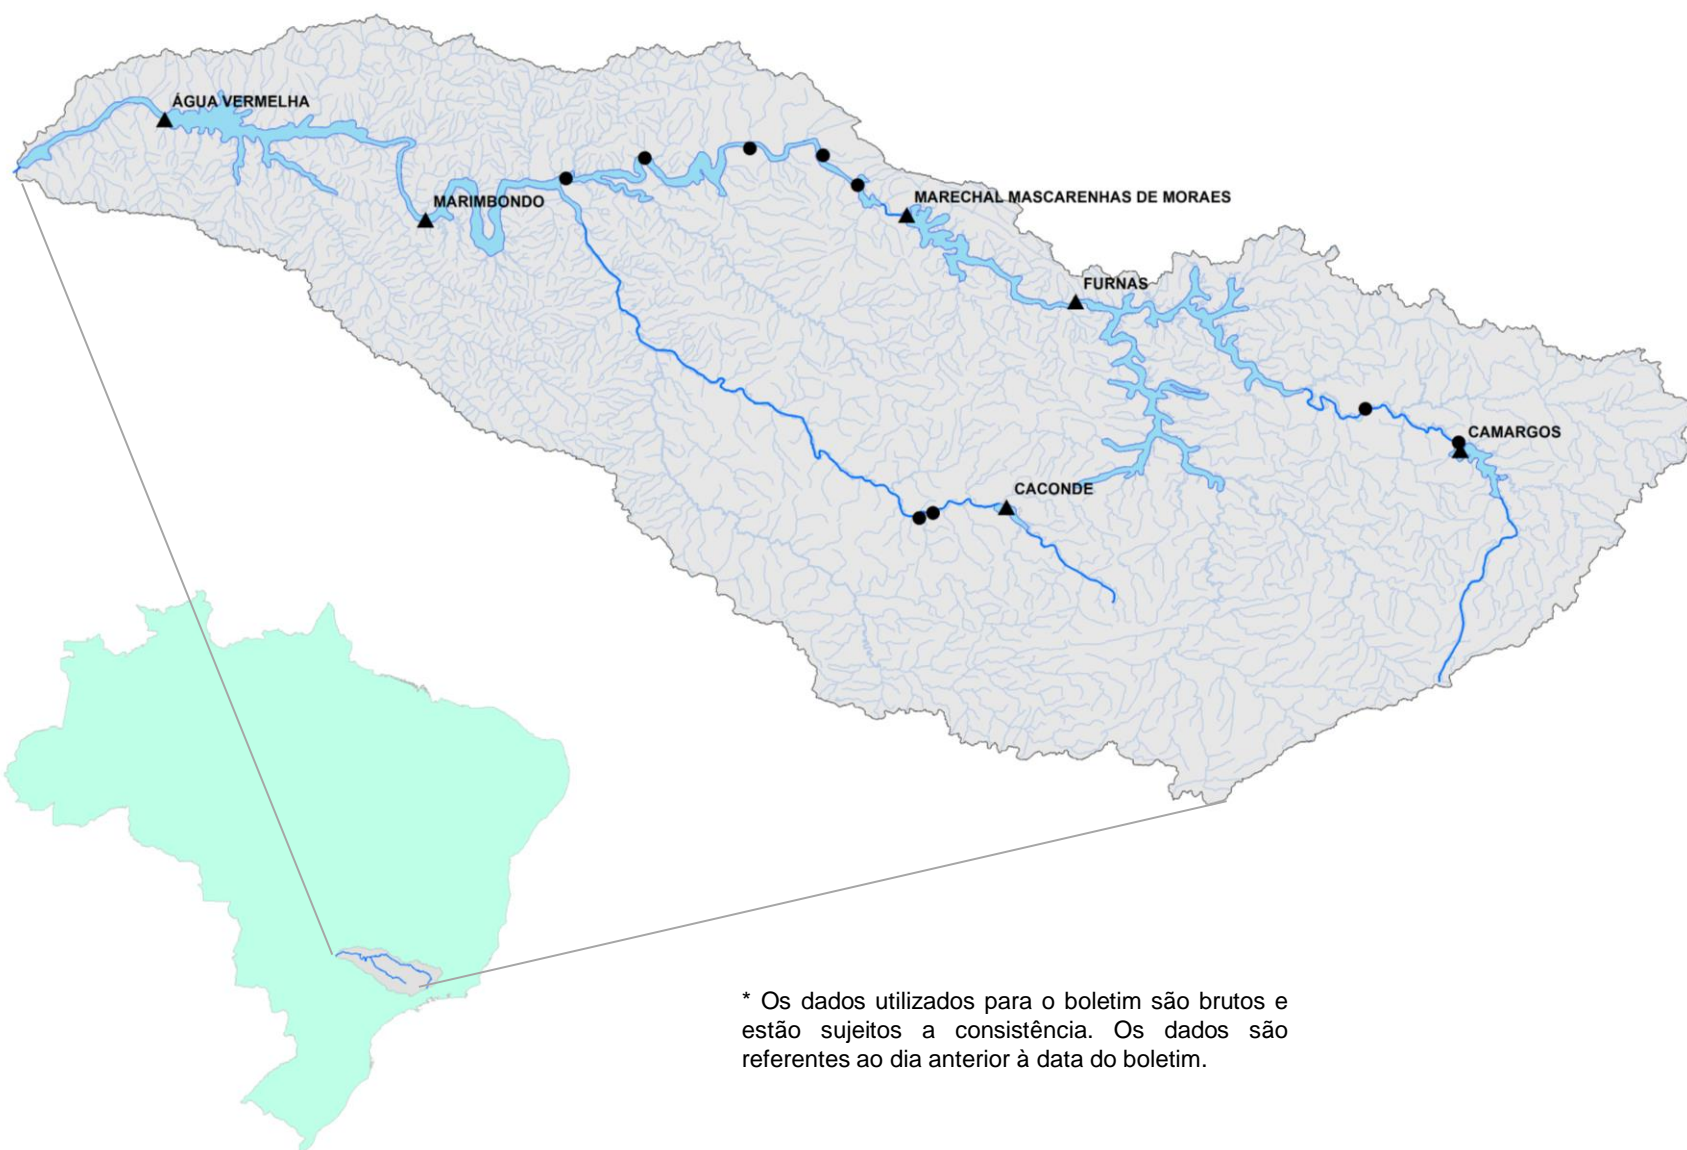 ÁGUA VERMELHA
MARIMBONDO
MARECHAL MASCARENHAS DE MORAES
FURNAS
CAMARGOS
CACONDE
* Os dados utilizados para o boletim são brutos e
estão sujeitos a consistência. Os dados são
referentes ao dia anterior à data do boletim.